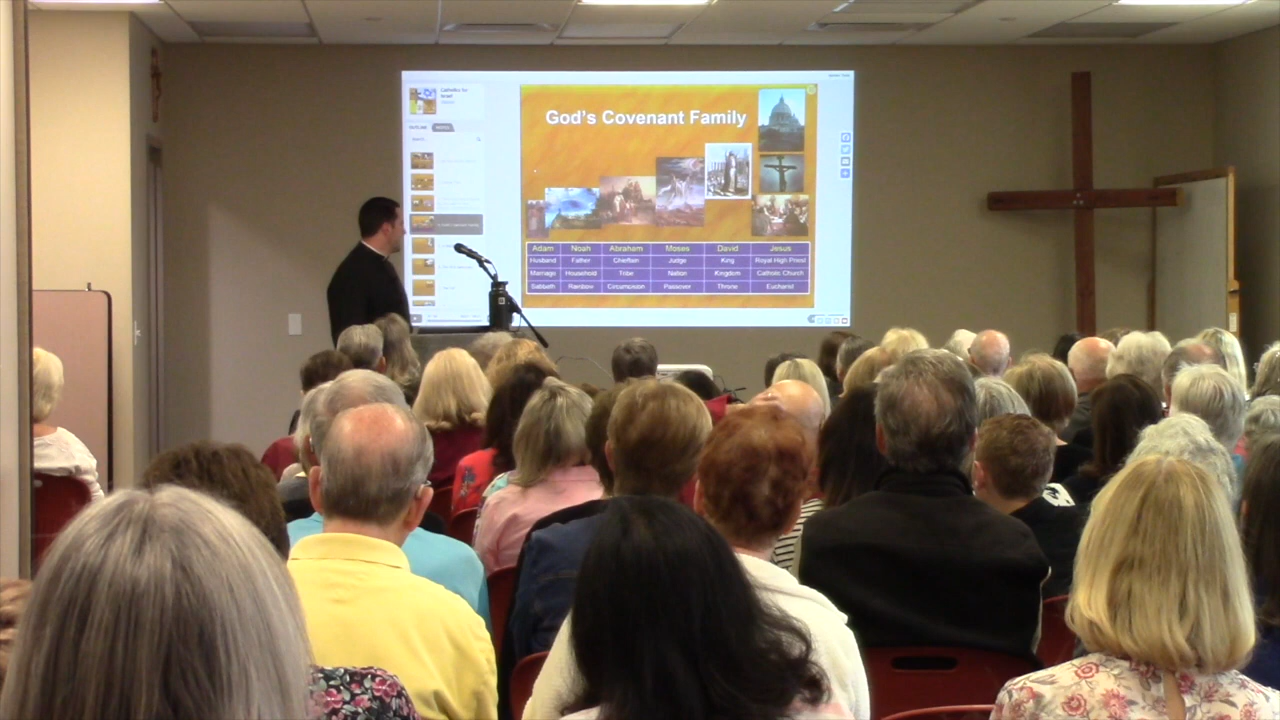 Catholics for
Israel
OUTLINE
God's Covenant Family
Adam Noah Abraham Moses David Jesus
Husband Father Chieftain Judge King Royal High Priest
Marriage Household Tribe Nation Kingdom Catholic Church
Sabbath Rainbow Circumcision Passover Throne Eucharist